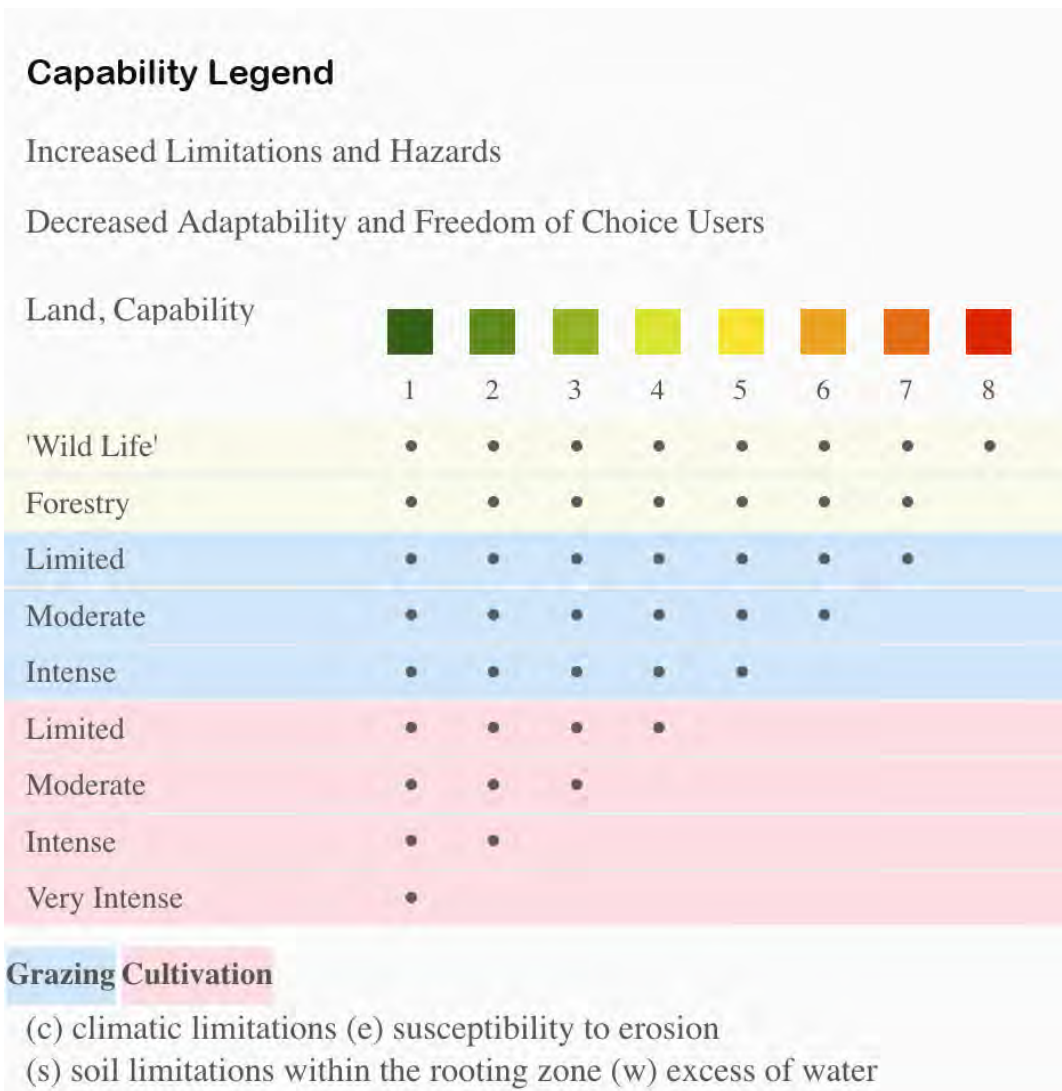 Capability Legend
Increased Limitations and Hazards
Decreased Adaptability and Freedom of Choice Users
Land, Capability
1 2 3 4 5 6 7 8
'Wild Life' • • • • • • • •
Forestry • • • • • • •
Limited • • • • • • •
Moderate • • • • • •
Intense • • • • •
Limited • • • •
Moderate • • •
Intense • •
Very Intense •
Grazing Cultivation
(c) climatic limitations (e) susceptibility to erosion
(s) soil limitations within the rooting zone (w) excess of water